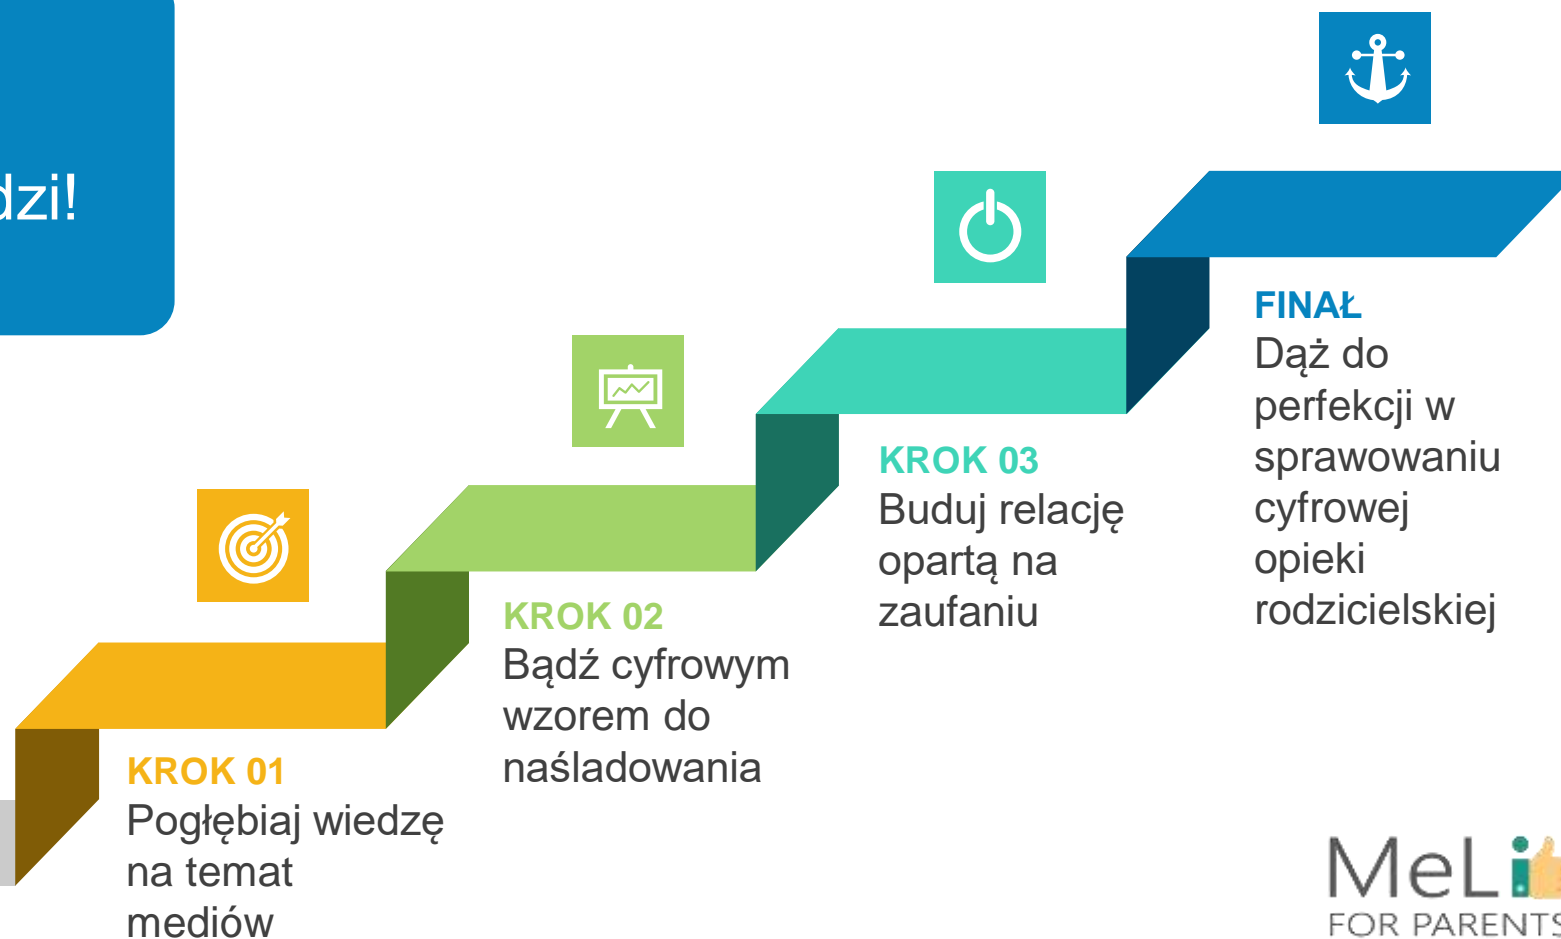 dzi!
FINAŁ
Dąż do
perfekcji w
sprawowaniu
cyfrowej
opieki
rodzicielskiej
KROK 03
Buduj relację
opartą na
zaufaniu
KROK 02
Bądź cyfrowym
wzorem do
naśladowania
KROK 01
Pogłębiaj wiedzę
na temat
mediów
MeLi
FOR PARENTS